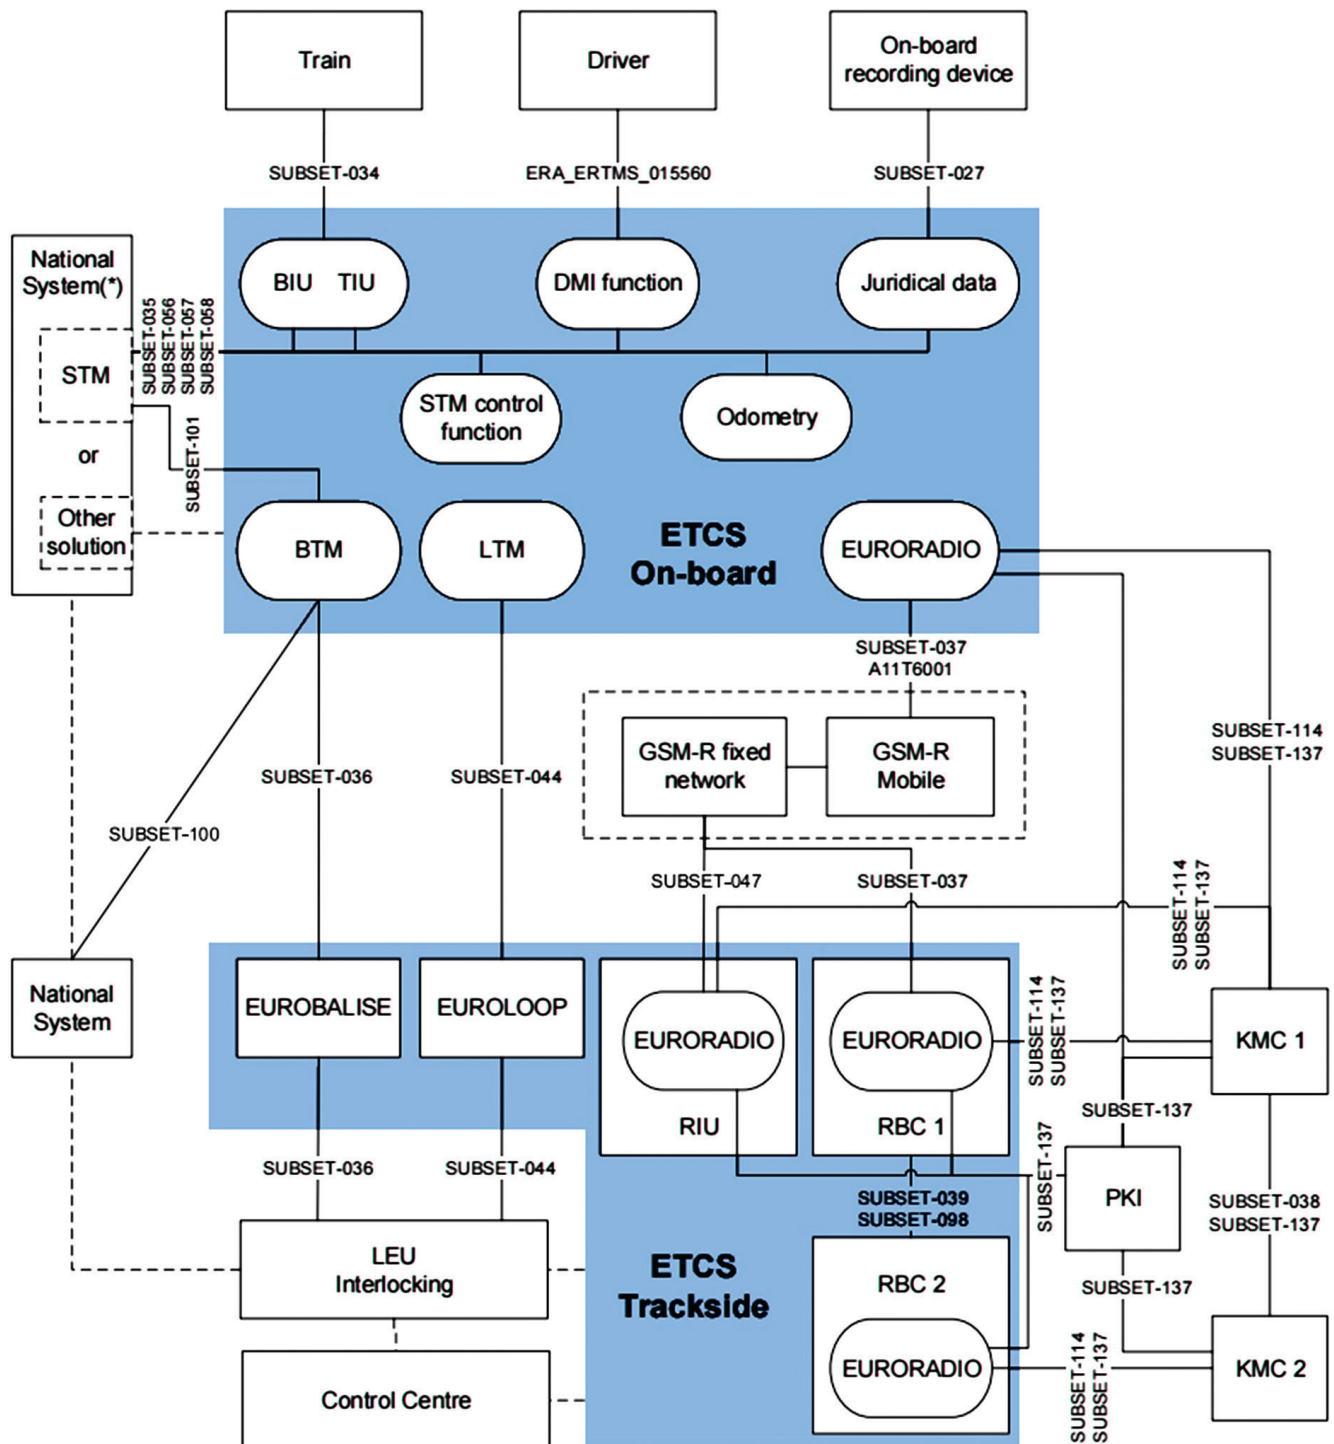 Train
Driver
On-board
recording device
SUBSET-034
ERA_ERTMS_015560
SUBSET-027
National
System(*)
STM
or
Other
solution
SUBSET-035
SUBSET-056
SUBSET-057
SUBSET-058
SUBSET-101
BIU TIU
DMI function
Juridical data
STM control
function
Odometry
BTM
LTM
ETCS
On-board
EURORADIO
SUBSET-037
A11T6001
GSM-R fixed
network
GSM-R
Mobile
SUBSET-114
SUBSET-137
SUBSET-036
SUBSET-044
SUBSET-100
SUBSET-047
SUBSET-037
SUBSET-114
SUBSET-137
National
System
EUROBALISE
EUROLOOP
EURORADIO
RIU
EURORADIO
RBC 1
SUBSET-114
SUBSET-137
KMC 1
SUBSET-137
SUBSET-036
SUBSET-044
SUBSET-039
SUBSET-098
SUBSET-137
PKI
SUBSET-038
SUBSET-137
LEU
Interlocking
ETCS
Trackside
RBC 2
EURORADIO
SUBSET-137
SUBSET-114
SUBSET-137
KMC 2
Control Centre